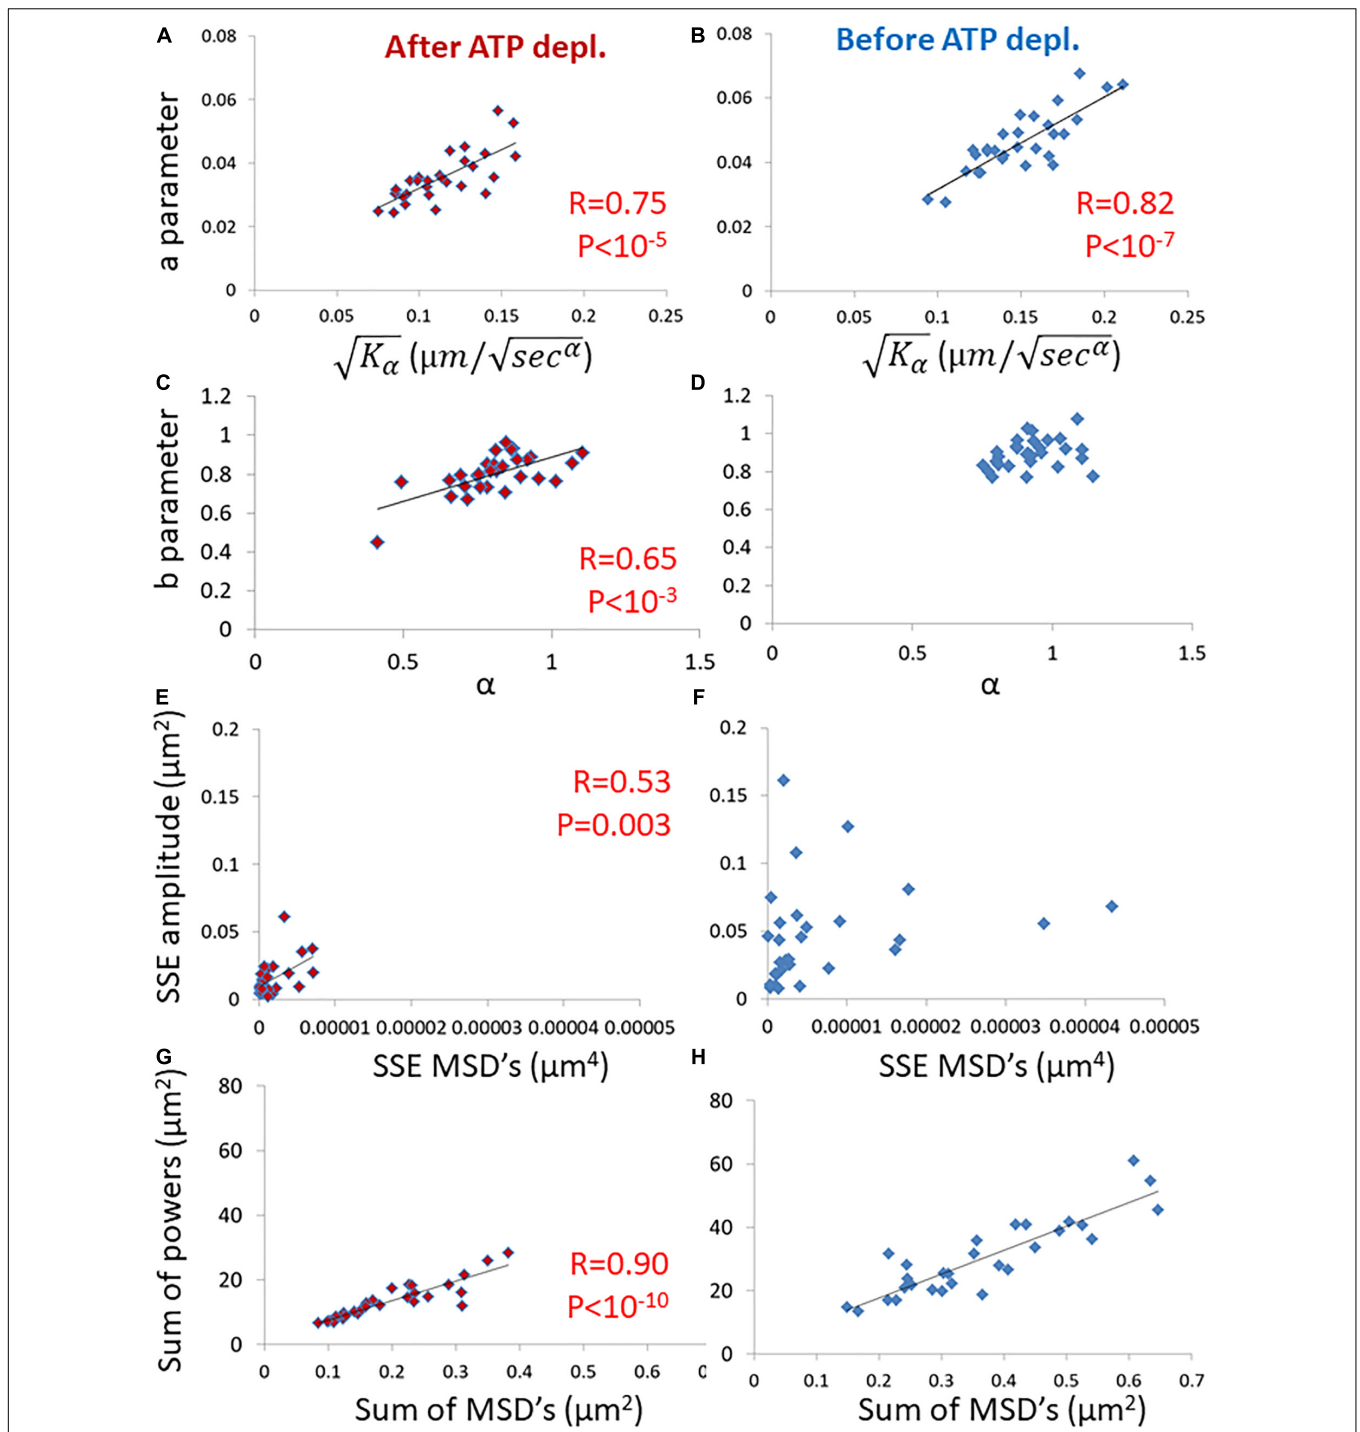 A
After ATP depl.
a parameter
0.08
0.06
0.04
0.02
0
0 0.05 0.1 0.15 0.2 0.25
R=0.75
P<10-5
√Kα (μm/√secα)
B
Before ATP depl.
0.08
0.06
0.04
0.02
0
0 0.05 0.1 0.15 0.2 0.25
R=0.82
P<10-7
√Kα (μm/√secα)
C
b parameter
1.2
1
0.8
0.6
0.4
0.2
0
0 0.5 1 1.5
R=0.65
P<10-3
α
D
1.2
1
0.8
0.6
0.4
0.2
0
0 0.5 1 1.5
α
E
SSE amplitude (μm2)
0.2
0.15
0.1
0.05
0
0 0.00001 0.00002 0.00003 0.00004 0.00005
R=0.53
P=0.003
SSE MSD’s (μm4)
F
0.2
0.15
0.1
0.05
0
0 0.00001 0.00002 0.00003 0.00004 0.00005
SSE MSD’s (μm4)
G
Sum of powers (μm2)
80
60
40
20
0
0 0.1 0.2 0.3 0.4 0.5 0.6
R=0.90
P<10-10
Sum of MSD’s (μm2)
H
80
60
40
20
0
0 0.1 0.2 0.3 0.4 0.5 0.6 0.7
Sum of MSD’s (μm2)